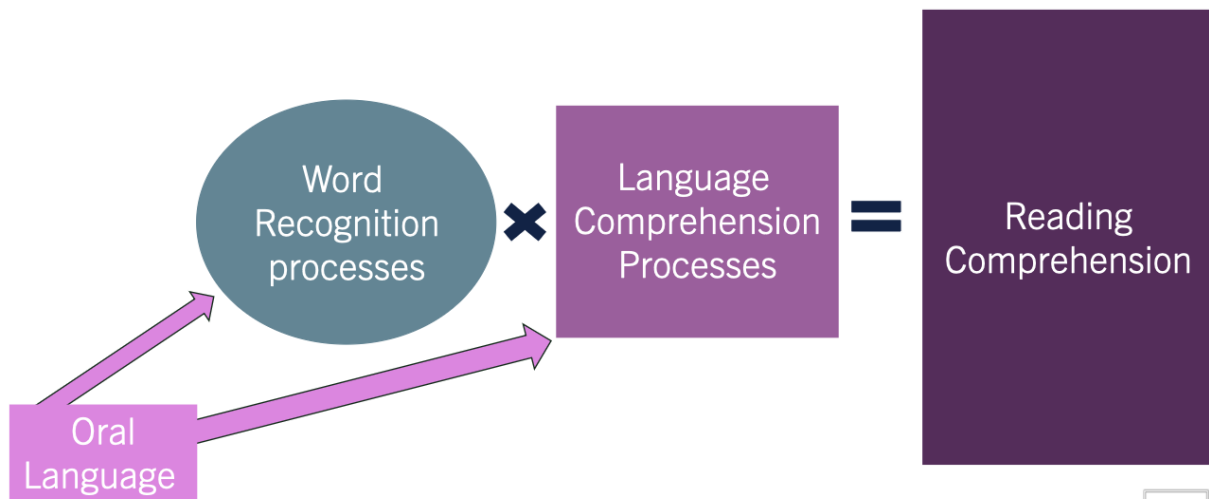 Word
Recognition
processes
×
Language
Comprehension
Processes
=
Reading
Comprehension
Oral
Language